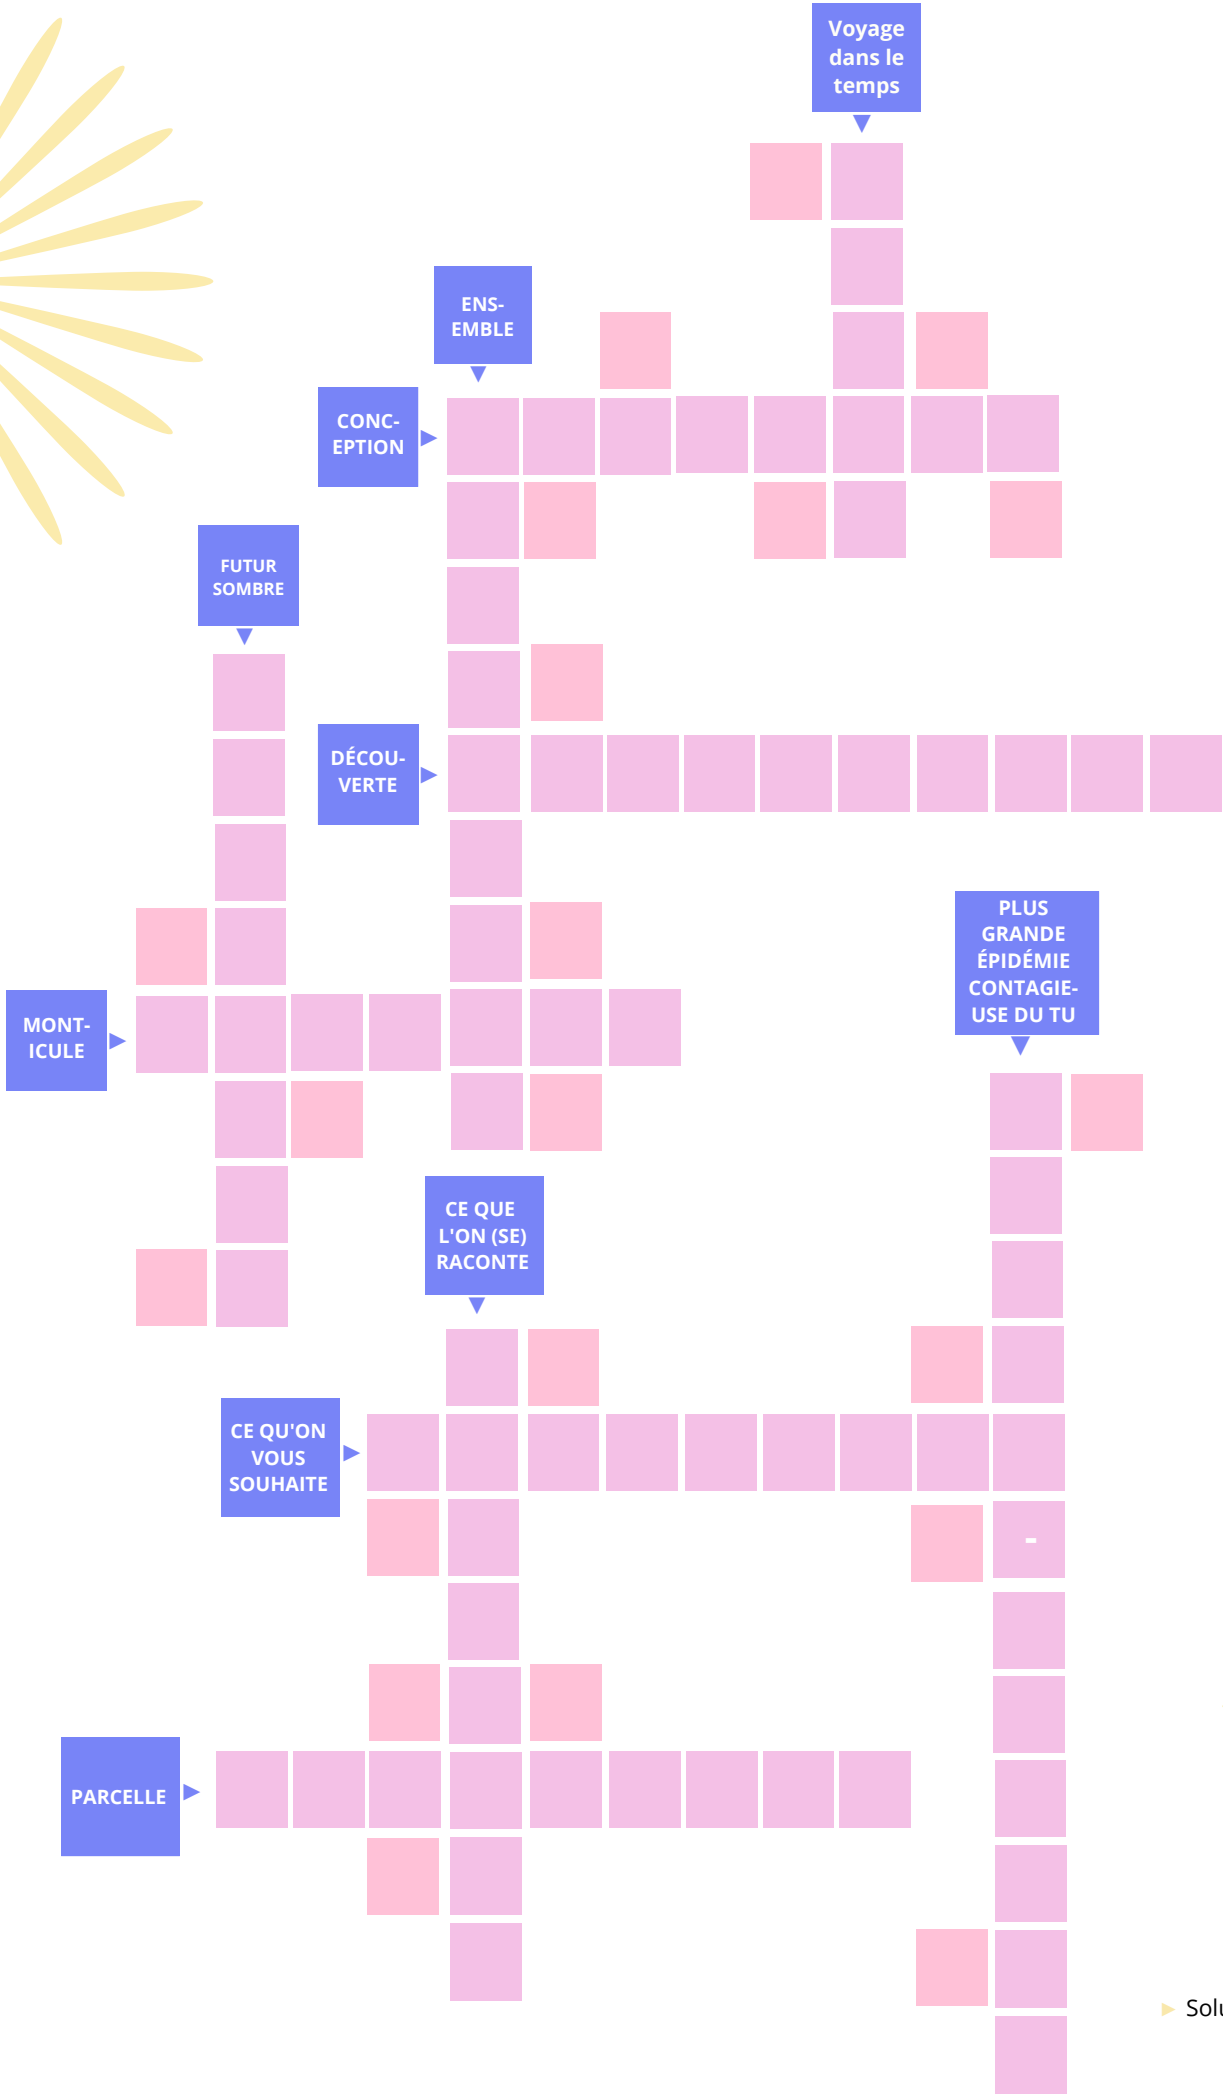 Voyage
dans le
temps
ENS-
EMBLE
CONC-
EPTION
FUTUR
SOMBRE
DÉCOU-
VERTE
PLUS
GRANDE
ÉPIDÉMIE
CONTAGIE-
USE DU TU
MONT-
ICULE
CE QUE
L'ON (SE)
RACONTE
CE QU'ON
VOUS
SOUHAITE
-
PARCELLE
Solu